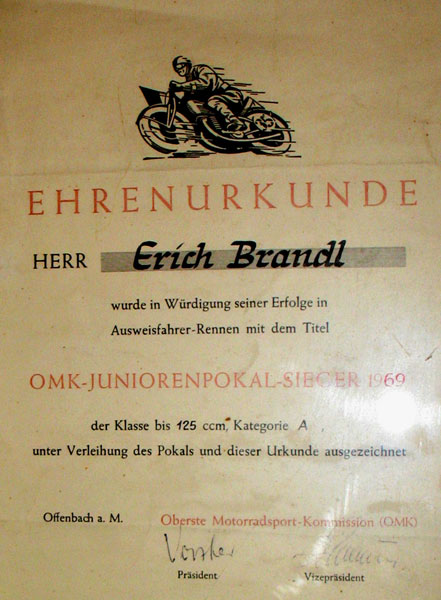 EHRENURKUNDE
HERR Erich Brandl
wurde in Würdigung seiner Erfolge in
Ausweisfahrer-Rennen mit dem Titel
OMK-JUNIORENPOKAL-SIEGER 1969
der Klasse bis 125 ccm, Kategorie A ,
unter Verleihung des Pokals und dieser Urkunde ausgezeichnet
Offenbach a. M. Oberste Motorradsport-Kommission (OMK)
Präsident Vizepräsident